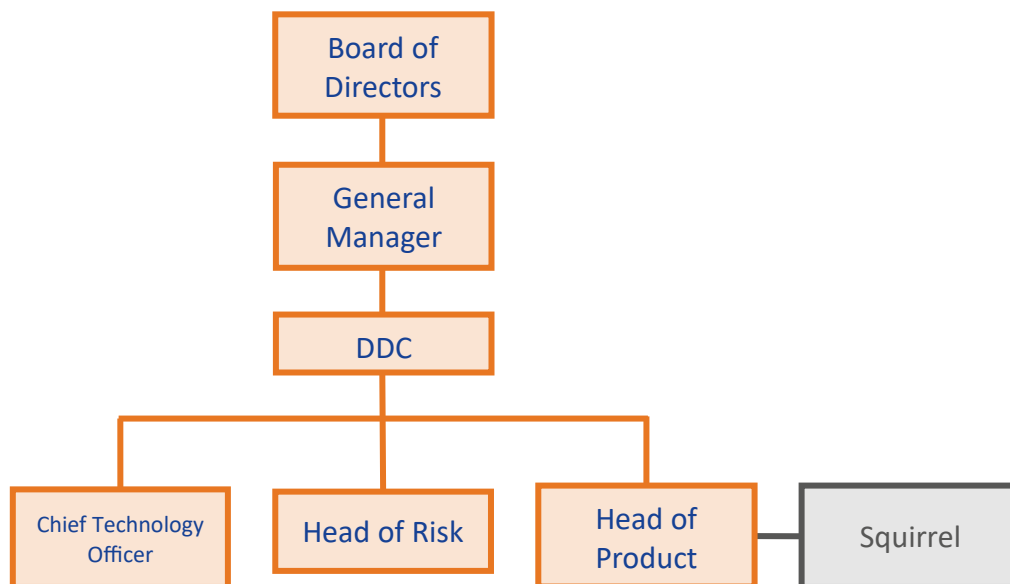 Board of
Directors
General
Manager
DDC
Chief Technology
Officer
Head of Risk
Head of
Product
Squirrel